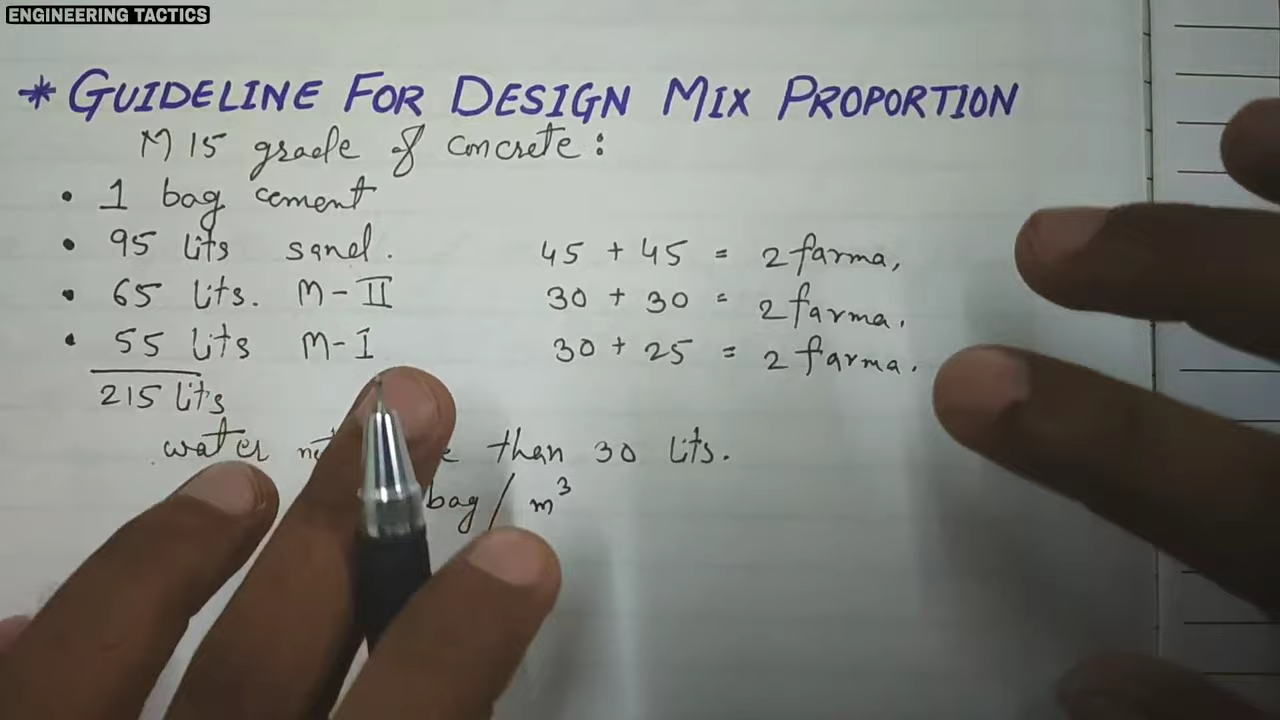 ENGINEERING TACTICS
* GUIDELINE FOR DESIGN MIX PROPORTION
M 15 grade of concrete :
• 1 bag cement
• 95 lits sand. 45 + 45 = 2 farma,
• 65 lits. M-II 30 + 30 = 2 farma.
• 55 lits M-I 30 + 25 = 2 farma.
215 lits
water than 30 lits.
bag / m³